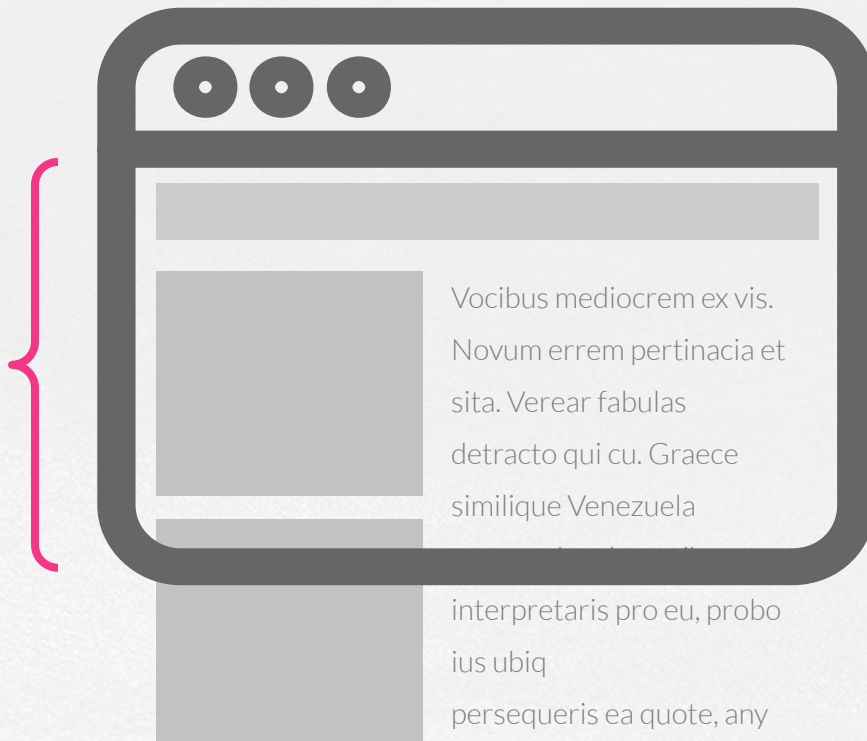 Vocibus mediocrem ex vis.
Novum errem pertinacia et
sita. Verear fabulas
detracto qui cu. Graece
similique Venezuela
interpretaris pro eu, probo
ius ubiq
persequeris ea quote, any